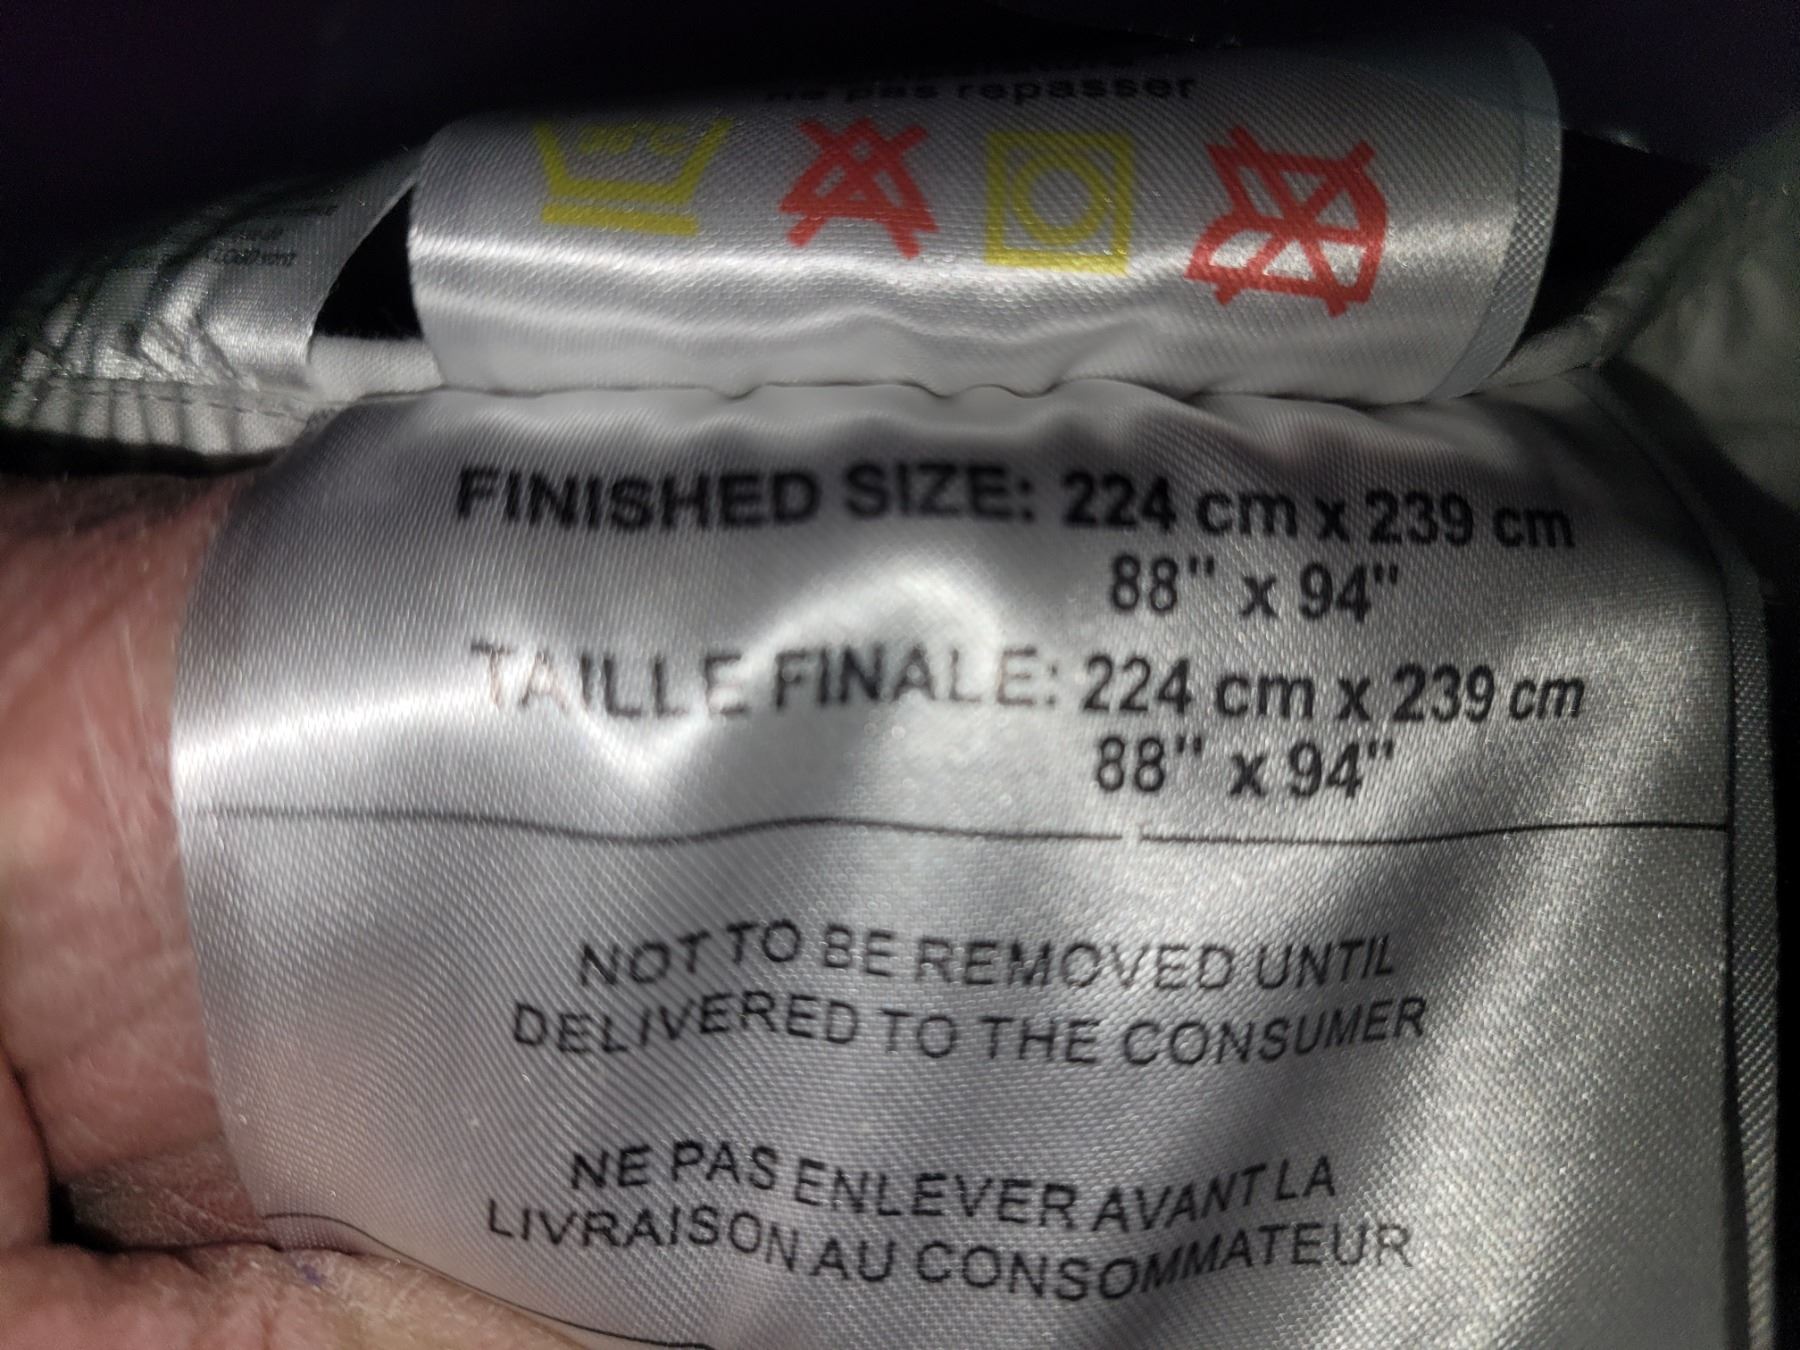 ne pas repasser
30°C
FINISHED SIZE: 224 cm x 239 cm
88" x 94"
TAILLE FINALE: 224 cm x 239 cm
88" x 94"
NOT TO BE REMOVED UNTIL
DELIVERED TO THE CONSUMER
NE PAS ENLEVER AVANT LA
LIVRAISON AU CONSOMMATEUR